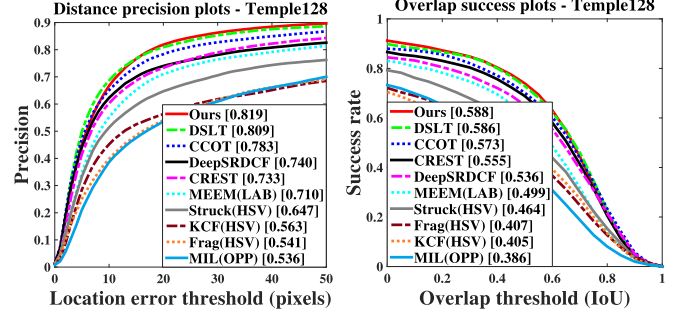 Distance precision plots - Temple128
Precision
0.9
0.8
0.7
0.6
0.5
0.4
0.3
0.2
0.1
0
Ours [0.819]
DSLT [0.809]
CCOT [0.783]
DeepSRDCF [0.740]
CREST [0.733]
MEEM(LAB) [0.710]
Struck(HSV) [0.647]
KCF(HSV) [0.563]
Frag(HSV) [0.541]
MIL(OPP) [0.536]
0 10 20 30 40 50
Location error threshold (pixels)
Overlap success plots - Temple128
Success rate
1
0.8
0.6
0.4
0.2
0
Ours [0.588]
DSLT [0.586]
CCOT [0.573]
CREST [0.555]
DeepSRDCF [0.536]
MEEM(LAB) [0.499]
Struck(HSV) [0.464]
Frag(HSV) [0.407]
KCF(HSV) [0.405]
MIL(OPP) [0.386]
0 0.2 0.4 0.6 0.8 1
Overlap threshold (IoU)